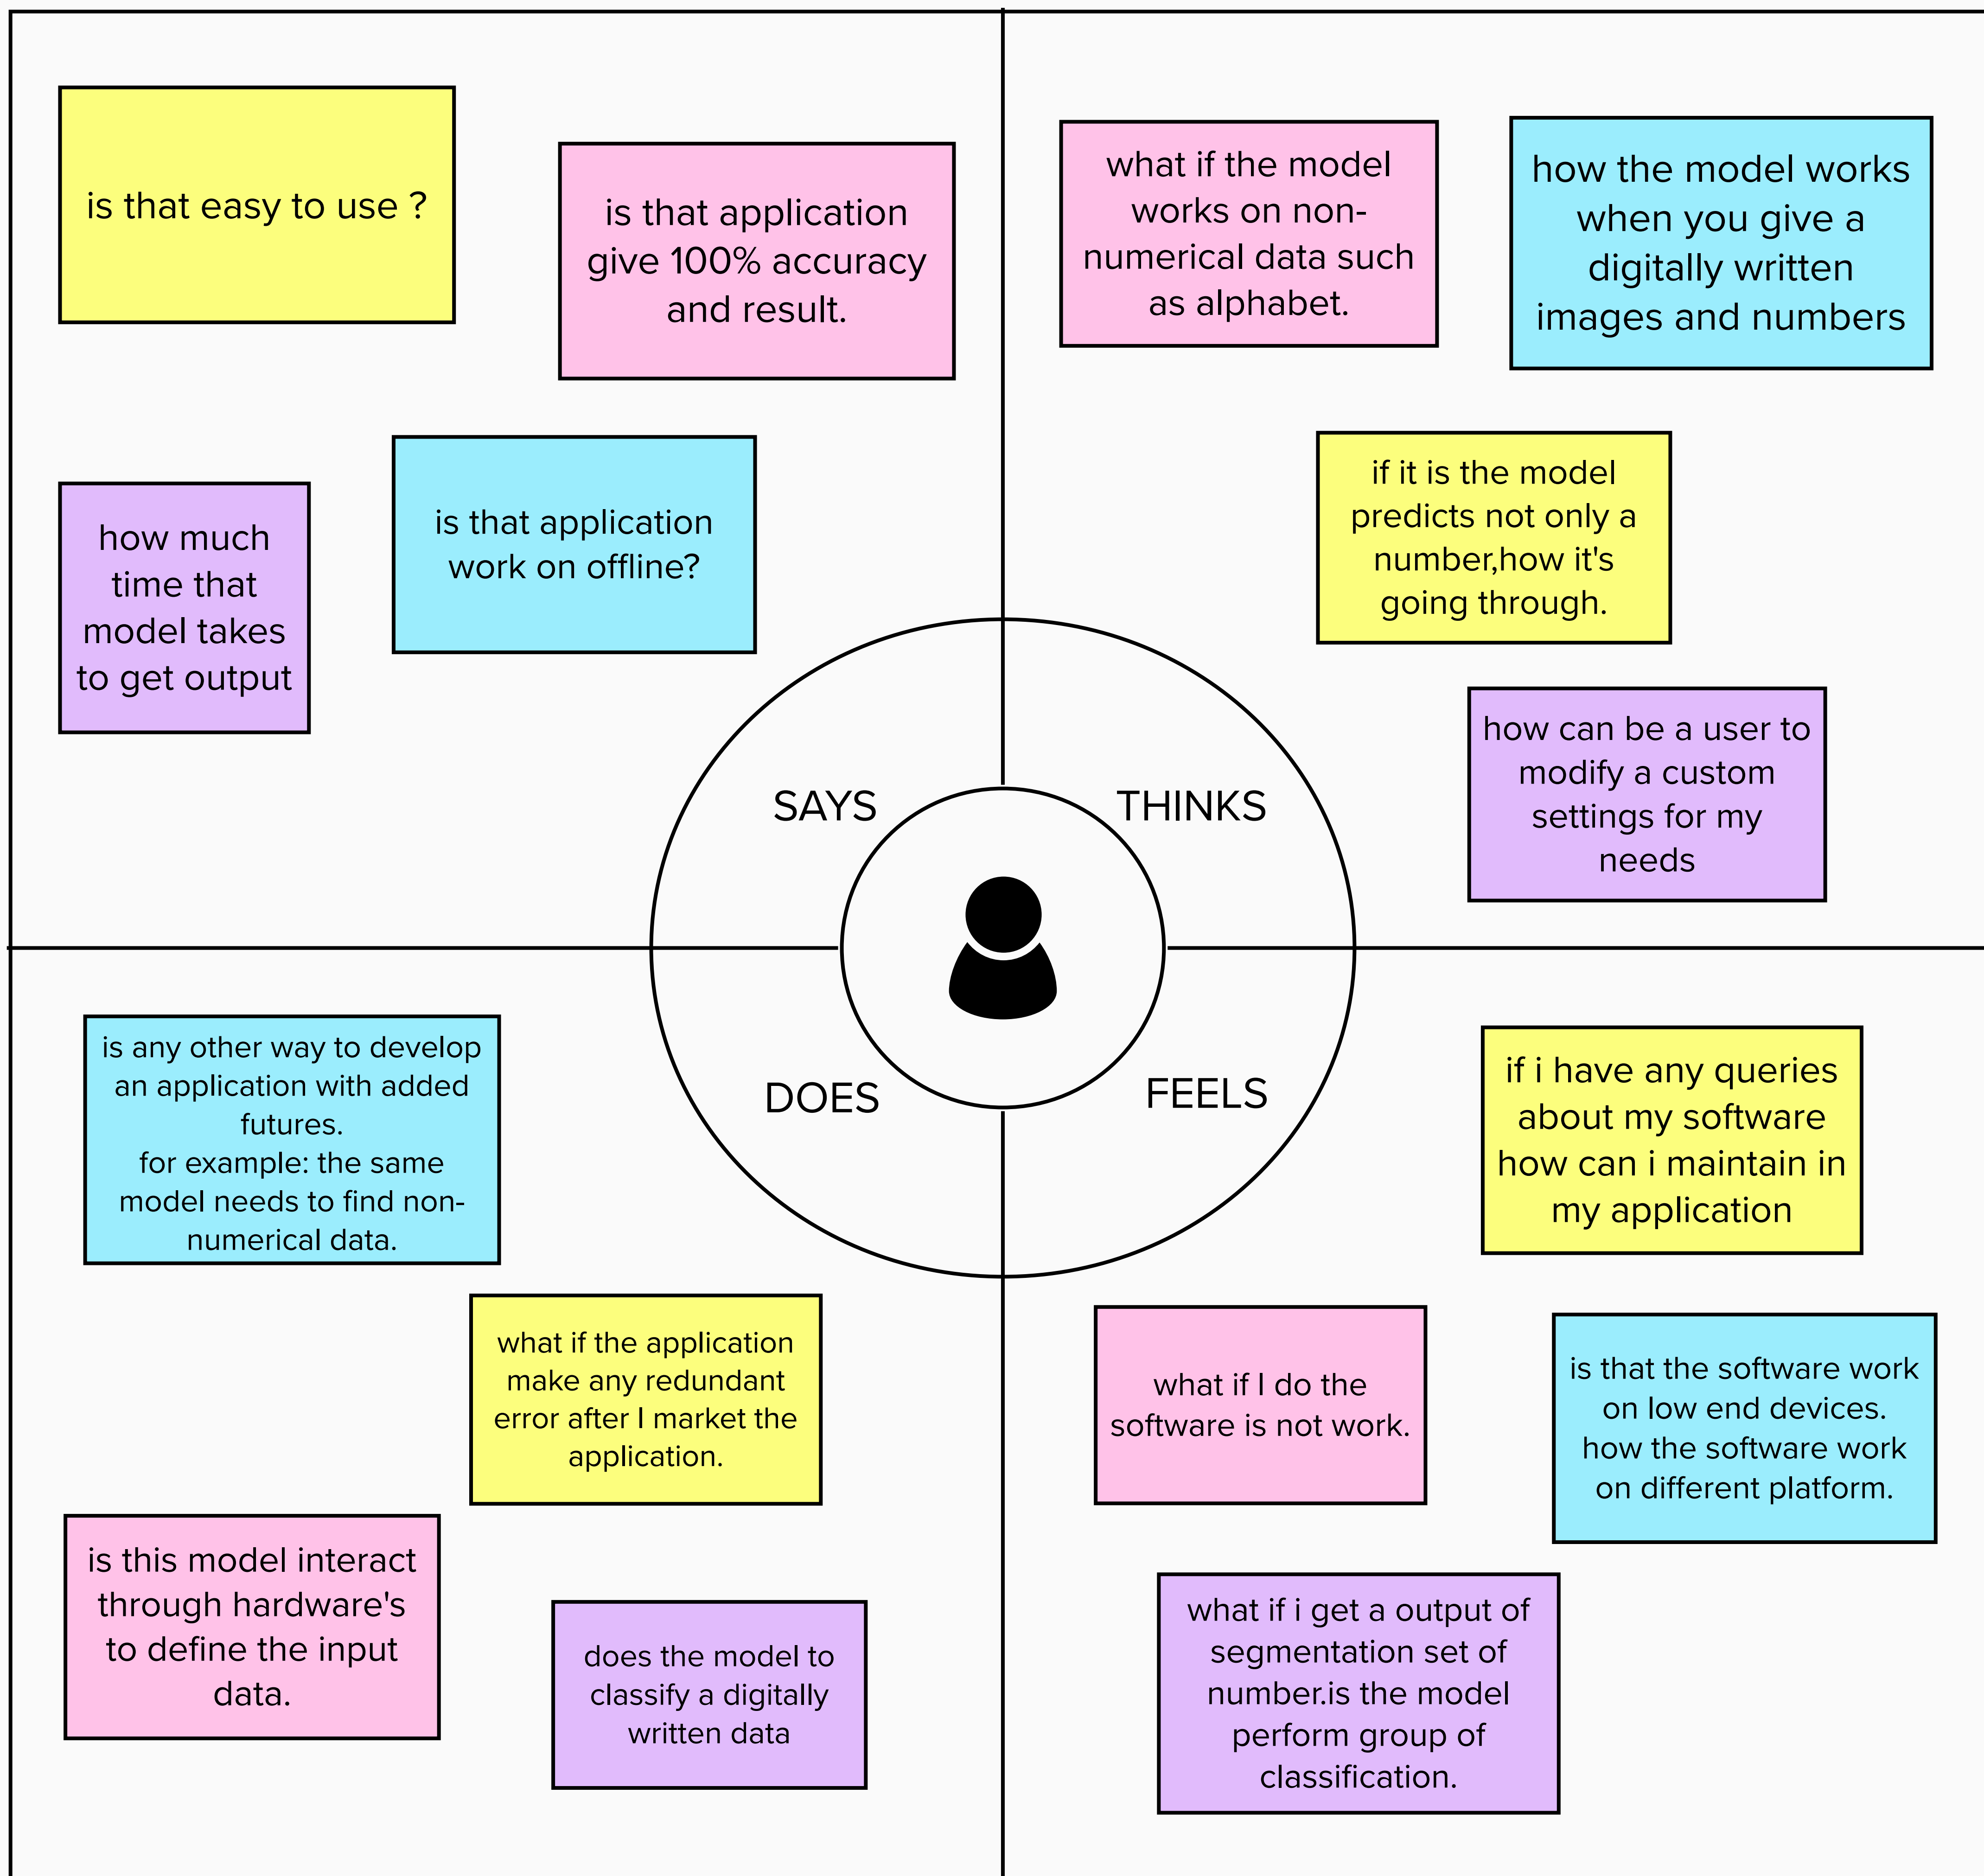 is that easy to use ?
is that application
give 100% accuracy
and result.
how much
time that
model takes
to get output
is that application
work on offline?
what if the model
works on non-
numerical data such
as alphabet.
how the model works
when you give a
digitally written
images and numbers
if it is the model
predicts not only a
number,how it's
going through.
how can be a user to
modify a custom
settings for my
needs
SAYS
THINKS
DOES
FEELS
is any other way to develop
an application with added
futures.
for example: the same
model needs to find non-
numerical data.
what if the application
make any redundant
error after I market the
application.
is this model interact
through hardware's
to define the input
data.
does the model to
classify a digitally
written data
if i have any queries
about my software
how can i maintain in
my application
what if I do the
software is not work.
is that the software work
on low end devices.
how the software work
on different platform.
what if i get a output of
segmentation set of
number.is the model
perform group of
classification.